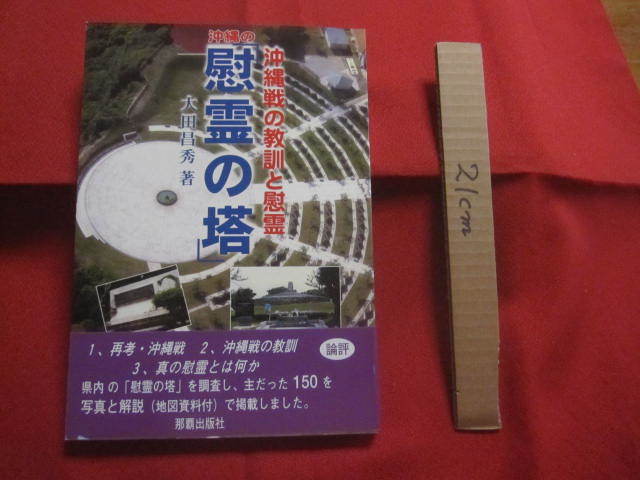 沖縄の
「慰霊の塔」
沖縄戦の教訓と慰霊
大田昌秀 著
1、再考・沖縄戦 2、沖縄戦の教訓
3、真の慰霊とは何か
論評
県内の「慰霊の塔」を調査し、主だった150を
写真と解説（地図資料付）で掲載しました。
那覇出版社
21cm